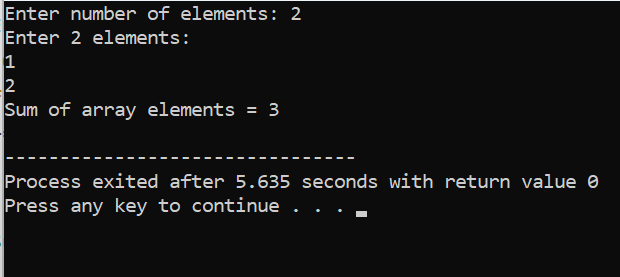 Enter number of elements: 2
Enter 2 elements:
1
2
Sum of array elements = 3
--------------------------------
Process exited after 5.635 seconds with return value 0
Press any key to continue . . .